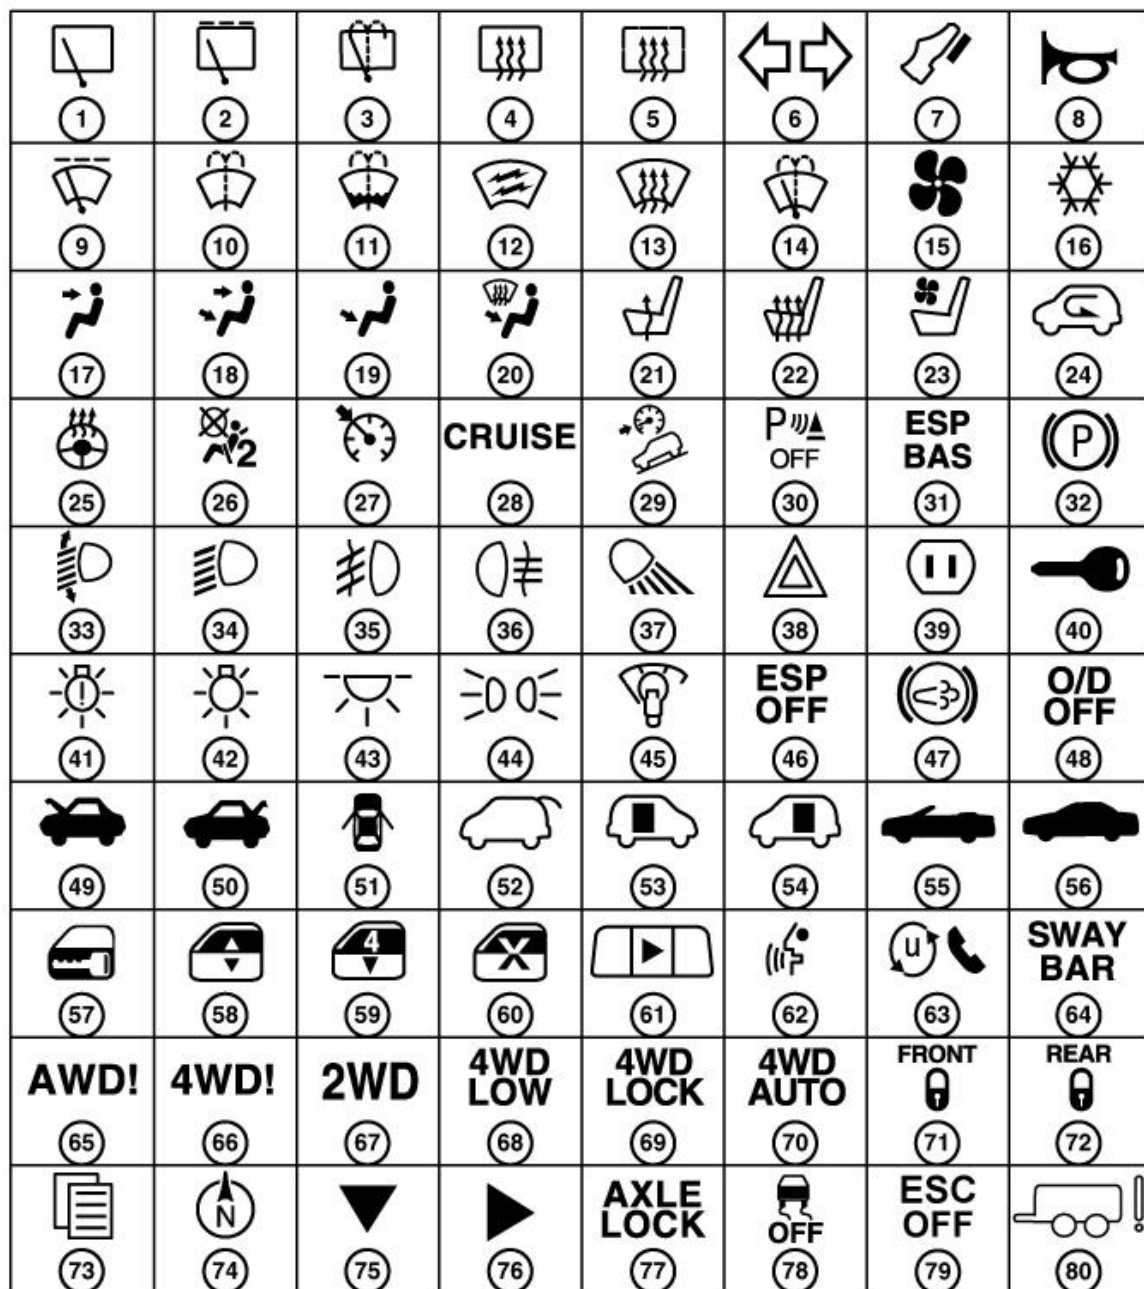 1 2 3 4 5 6 7 8
9 10 11 12 13 14 15 16
17 18 19 20 21 22 23 24
2 CRUISE P ESP P
OFF BAS
25 26 27 28 29 30 31 32
33 34 35 36 37 38 39 40
! ESP O/D
OFF OFF
41 42 43 44 45 46 47 48
49 50 51 52 53 54 55 56
4 X u SWAY
BAR
57 58 59 60 61 62 63 64
AWD! 4WD! 2WD 4WD 4WD 4WD FRONT REAR
LOW LOCK AUTO
65 66 67 68 69 70 71 72
N AXLE ESC !
LOCK OFF OFF
73 74 75 76 77 78 79 80